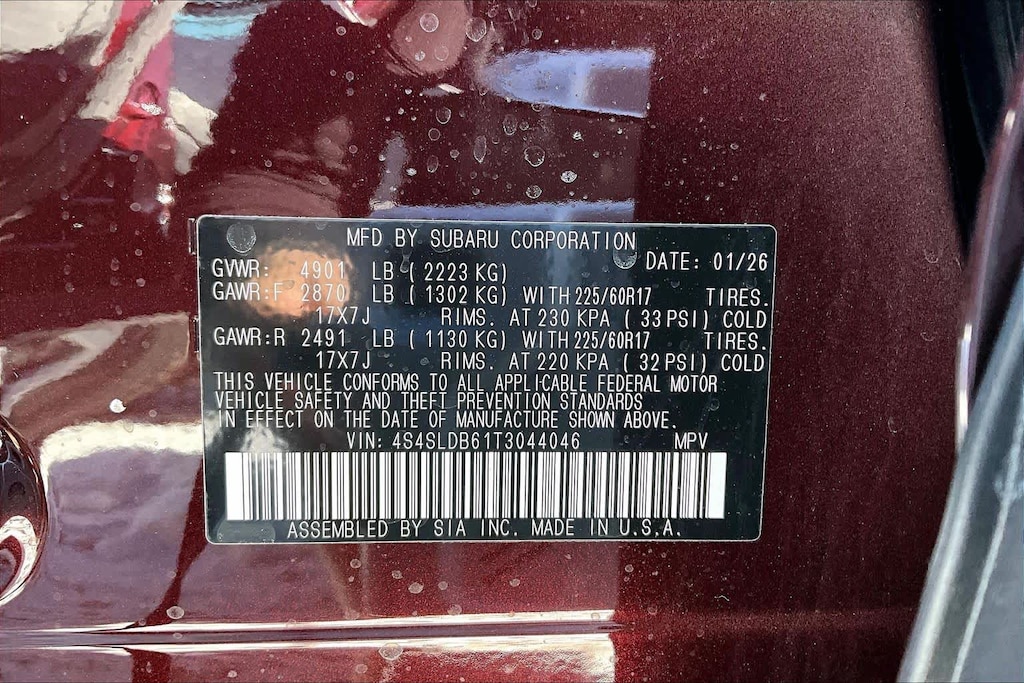 MFD BY SUBARU CORPORATION
DATE: 01/26
GVWR: 4901 LB ( 2223 KG)
GAWR:F 2870 LB ( 1302 KG) WITH 225/60R17 TIRES.
17X7J RIMS. AT 230 KPA ( 33 PSI) COLD
GAWR:R 2491 LB ( 1130 KG) WITH 225/60R17 TIRES.
17X7J RIMS. AT 220 KPA ( 32 PSI) COLD
THIS VEHICLE CONFORMS TO ALL APPLICABLE FEDERAL MOTOR
VEHICLE SAFETY AND THEFT PREVENTION STANDARDS
IN EFFECT ON THE DATE OF MANUFACTURE SHOWN ABOVE.
VIN: 4S4SLDB61T3044046 MPV
ASSEMBLED BY SIA INC. MADE IN U.S.A.